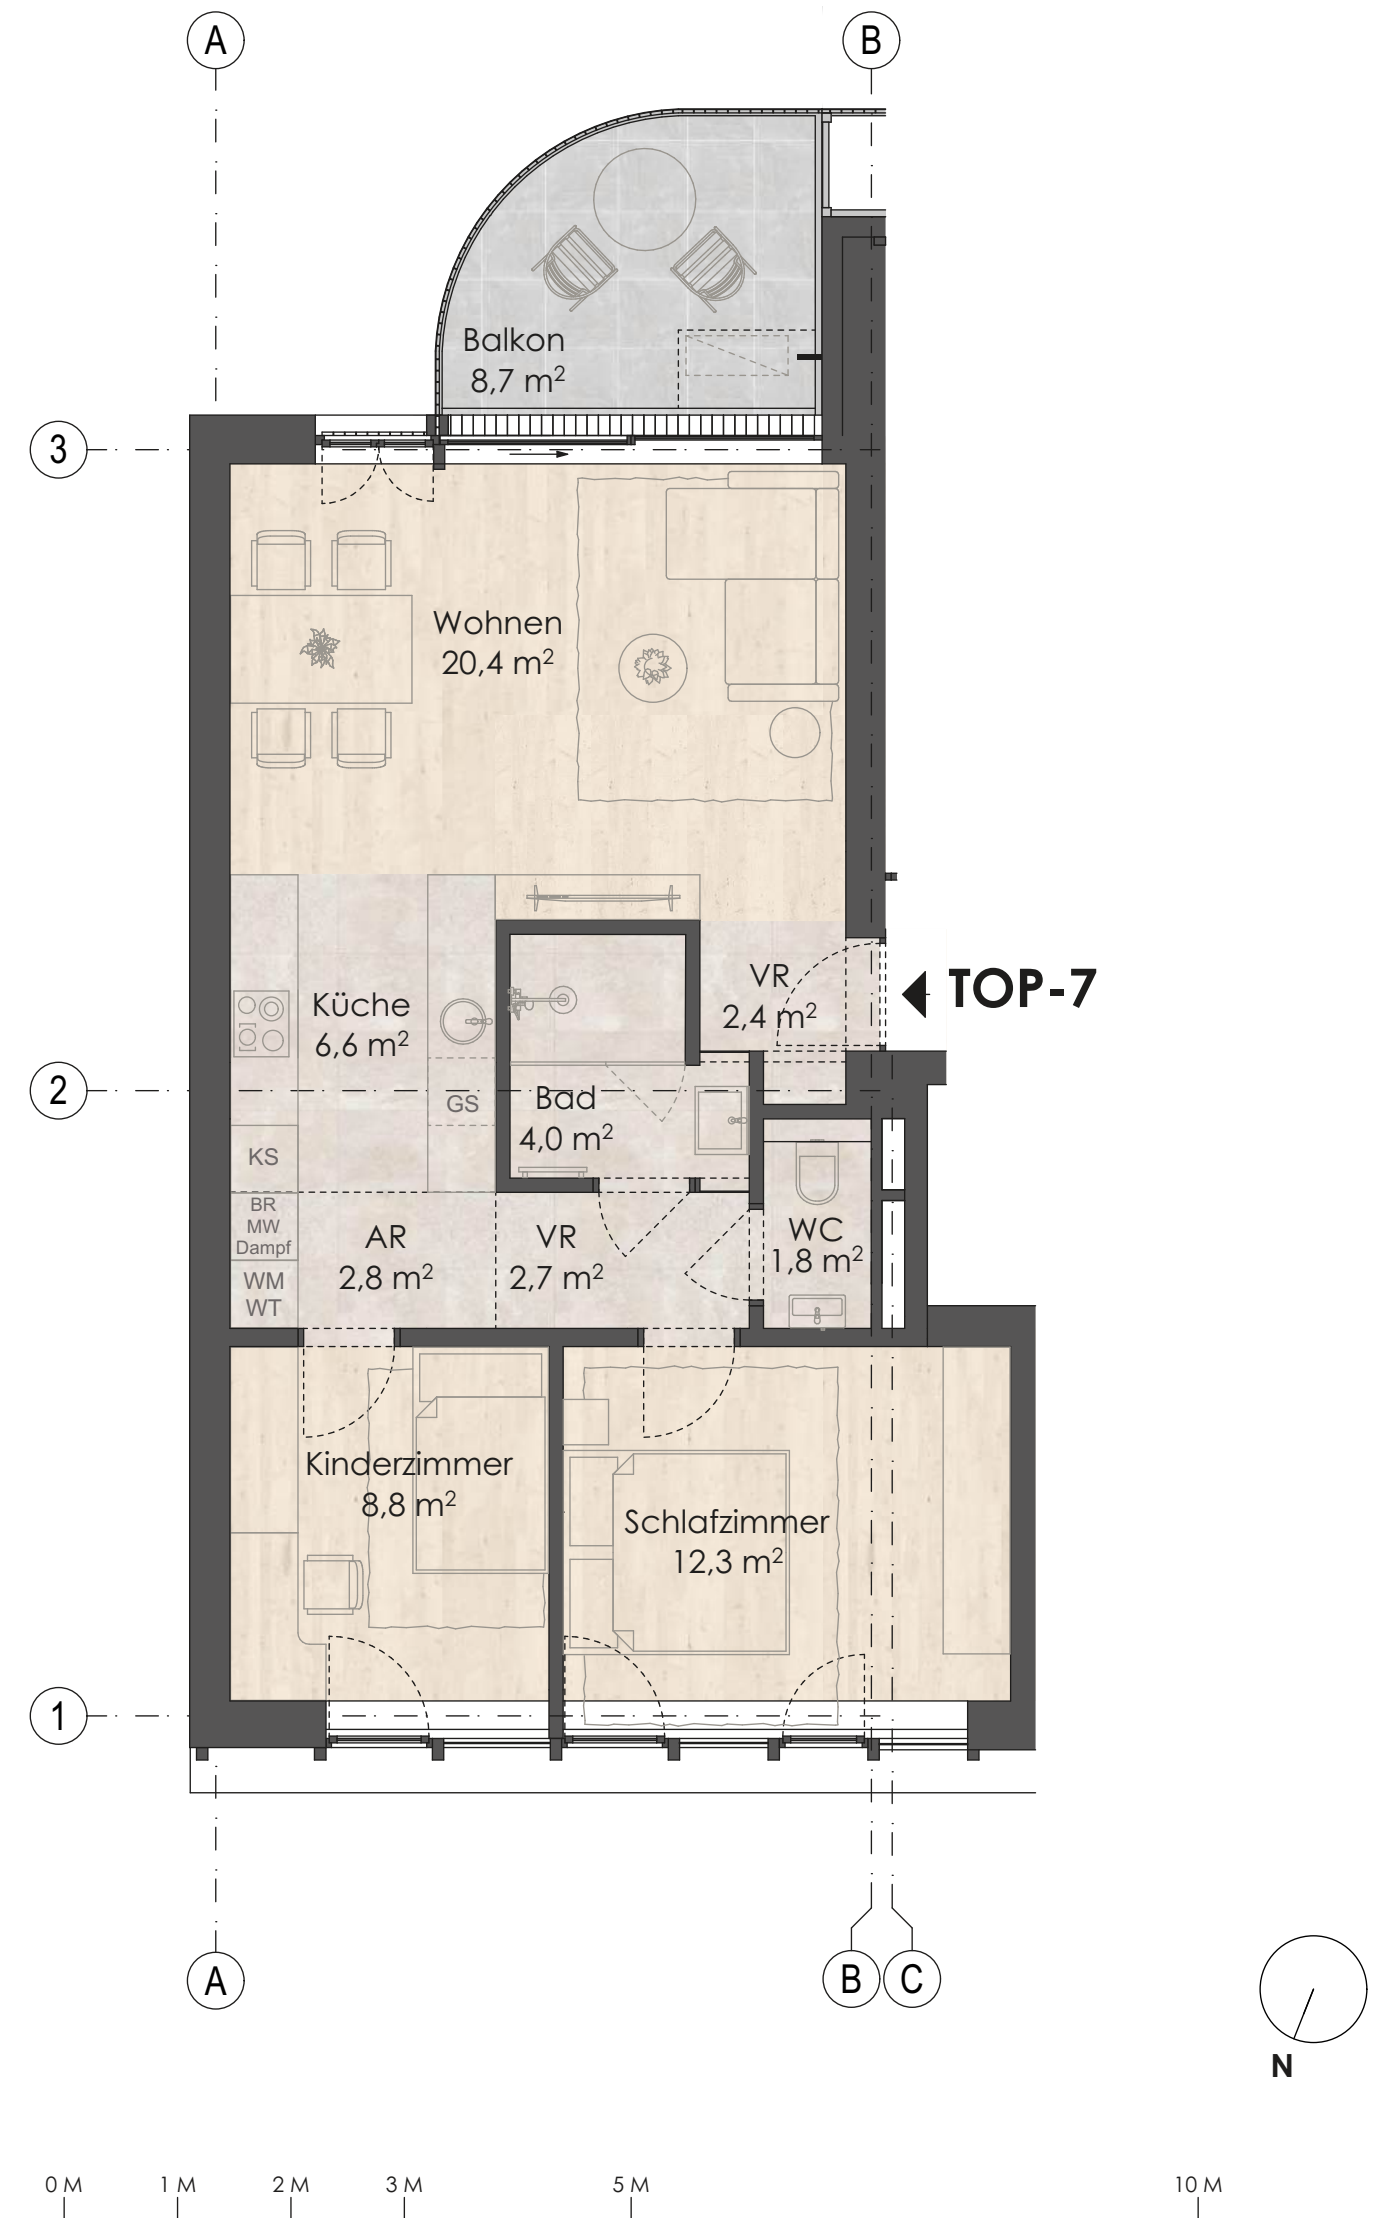 A
B
Balkon
8,7 m²
3
Wohnen
20,4 m²
VR
2,4 m²
TOP-7
Küche
6,6 m²
2
GS
Bad
4,0 m²
KS
BR
MW
Dampf
WM
WT
AR
2,8 m²
VR
2,7 m²
WC
1,8 m²
Kinderzimmer
8,8 m²
Schlafzimmer
12,3 m²
1
A
B
C
N
0 M
1 M
2 M
3 M
5 M
10 M